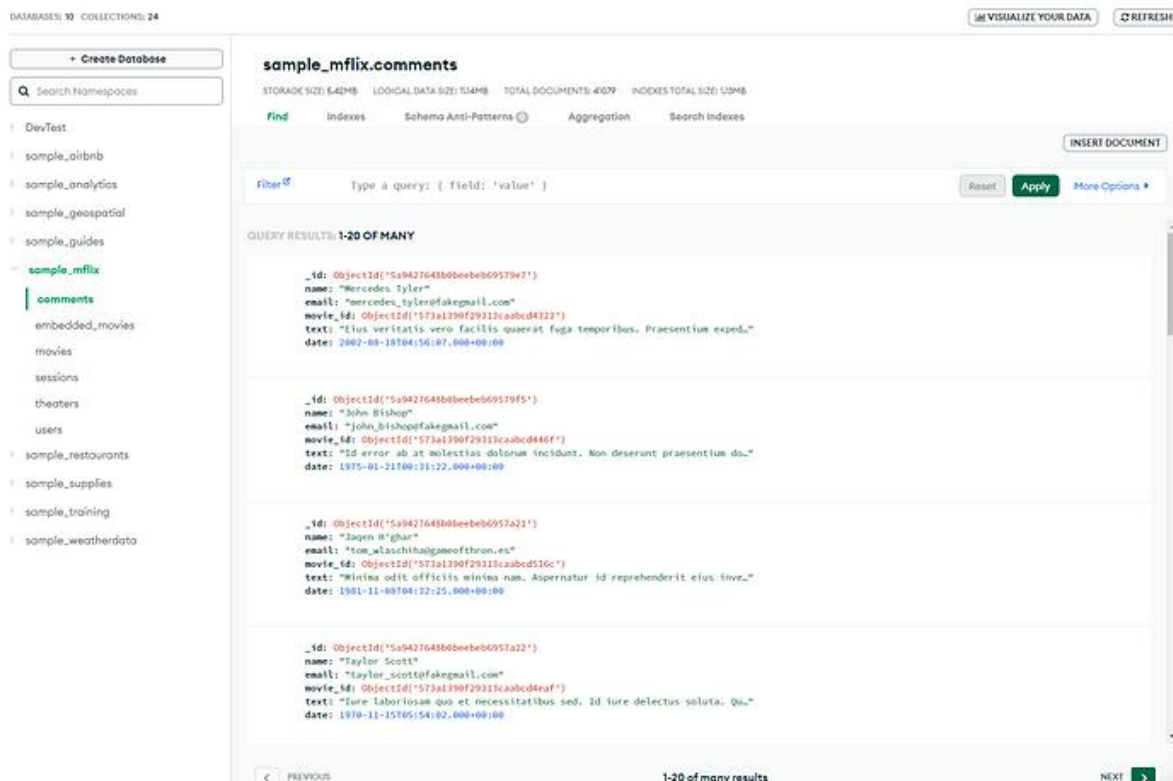 DATABASES: 10 COLLECTIONS: 24
VISUALIZE YOUR DATA
REFRESH
+ Create Database
Search Namespaces
DevTest
sample_airbnb
sample_analytics
sample_geospatial
sample_guides
sample_mflix
comments
embedded_movies
movies
sessions
theaters
users
sample_restaurants
sample_supplies
sample_training
sample_weatherdata
sample_mflix.comments
STORAGE SIZE: 5.42MB LOGICAL DATA SIZE: 11.14MB TOTAL DOCUMENTS: 41079 INDEXES TOTAL SIZE:
Find Indexes Schema Anti-Patterns Aggregation Search Indexes
INSERT DOCUMENT
Filter Type a query: { field: 'value' } Reset Apply More Options
QUERY RESULTS: 1-20 OF MANY
_id: ObjectId('5a9427648b0beebeb69579e7')
name: "Mercedes Tyler"
email: "mercedes_tyler@fakegmail.com"
movie_id: ObjectId('573a1390f29313caabcd4323')
text: "Eius veritatis vero facilis quaerat fuga temporibus. Praesentium exped…"
date: 2002-08-18T04:56:07.000+00:00
_id: ObjectId('5a9427648b0beebeb69579f5')
name: "John Bishop"
email: "john_bishop@fakegmail.com"
movie_id: ObjectId('573a1390f29313caabcd446f')
text: "Id error ab at molestias dolorum incidunt. Non deserunt praesentium do…"
date: 1975-01-21T00:31:22.000+00:00
_id: ObjectId('5a9427648b0beebeb6957a21')
name: "Jaqen H'ghar"
email: "tom_wlaschiha@gameofthron.es"
movie_id: ObjectId('573a1390f29313caabcd516c')
text: "Minima odit officiis minima nam. Aspernatur id reprehenderit eius inve…"
date: 1981-11-08T04:32:25.000+00:00
_id: ObjectId('5a9427648b0beebeb6957a22')
name: "Taylor Scott"
email: "taylor_scott@fakegmail.com"
movie_id: ObjectId('573a1390f29313caabcd4eaf')
text: "Iure laboriosam quo et necessitatibus sed. Id iure delectus soluta. Qu…"
date: 1970-11-15T05:54:02.000+00:00
PREVIOUS 1-20 of many results NEXT